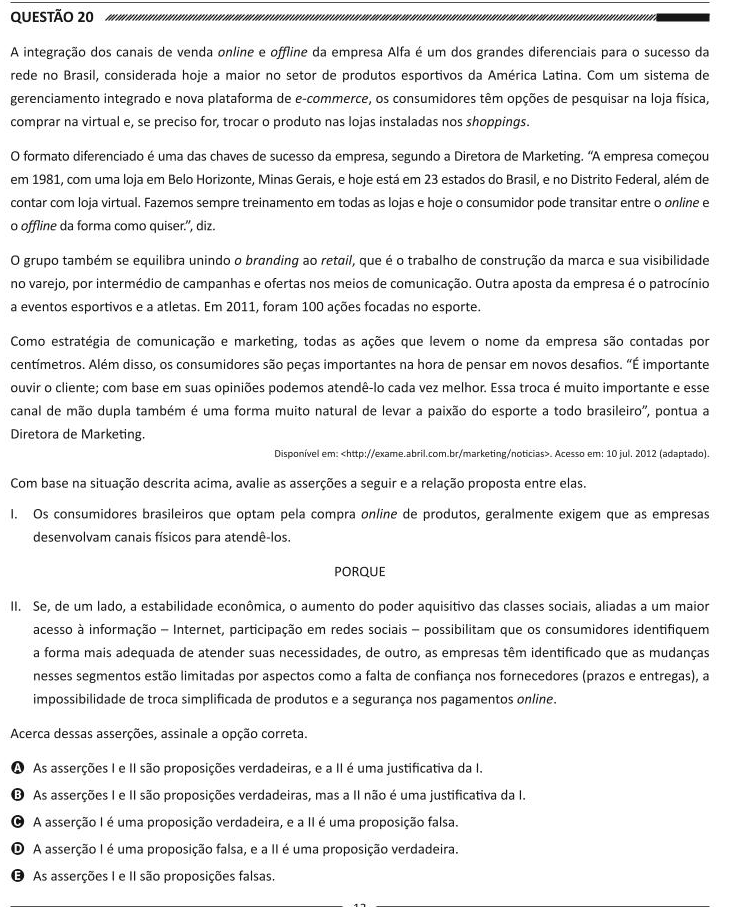 QUESTÃO 20
A integração dos canais de venda online e offline da empresa Alfa é um dos grandes diferenciais para o sucesso da
rede no Brasil, considerada hoje a maior no setor de produtos esportivos da América Latina. Com um sistema de
gerenciamento integrado e nova plataforma de e-commerce, os consumidores têm opções de pesquisar na loja física,
comprar na virtual e, se preciso for, trocar o produto nas lojas instaladas nos shoppings.
O formato diferenciado é uma das chaves de sucesso da empresa, segundo a Diretora de Marketing. “A empresa começou
em 1981, com uma loja em Belo Horizonte, Minas Gerais, e hoje está em 23 estados do Brasil, e no Distrito Federal, além de
contar com loja virtual. Fazemos sempre treinamento em todas as lojas e hoje o consumidor pode transitar entre o online e
o offline da forma como quiser.”, diz.
O grupo também se equilibra unindo o branding ao retail, que é o trabalho de construção da marca e sua visibilidade
no varejo, por intermédio de campanhas e ofertas nos meios de comunicação. Outra aposta da empresa é o patrocínio
a eventos esportivos e a atletas. Em 2011, foram 100 ações focadas no esporte.
Como estratégia de comunicação e marketing, todas as ações que levem o nome da empresa são contadas por
centímetros. Além disso, os consumidores são peças importantes na hora de pensar em novos desafios. “É importante
ouvir o cliente; com base em suas opiniões podemos atendê-lo cada vez melhor. Essa troca é muito importante e esse
canal de mão dupla também é uma forma muito natural de levar a paixão do esporte a todo brasileiro”, pontua a
Diretora de Marketing.
Disponível em: <http://exame.abril.com.br/marketing/noticias>. Acesso em: 10 jul. 2012 (adaptado).
Com base na situação descrita acima, avalie as asserções a seguir e a relação proposta entre elas.
I. Os consumidores brasileiros que optam pela compra online de produtos, geralmente exigem que as empresas
desenvolvam canais físicos para atendê-los.
PORQUE
II. Se, de um lado, a estabilidade econômica, o aumento do poder aquisitivo das classes sociais, aliadas a um maior
acesso à informação – Internet, participação em redes sociais – possibilitam que os consumidores identifiquem
a forma mais adequada de atender suas necessidades, de outro, as empresas têm identificado que as mudanças
nesses segmentos estão limitadas por aspectos como a falta de confiança nos fornecedores (prazos e entregas), a
impossibilidade de troca simplificada de produtos e a segurança nos pagamentos online.
Acerca dessas asserções, assinale a opção correta.
A As asserções I e II são proposições verdadeiras, e a II é uma justificativa da I.
B As asserções I e II são proposições verdadeiras, mas a II não é uma justificativa da I.
C A asserção I é uma proposição verdadeira, e a II é uma proposição falsa.
D A asserção I é uma proposição falsa, e a II é uma proposição verdadeira.
E As asserções I e II são proposições falsas.